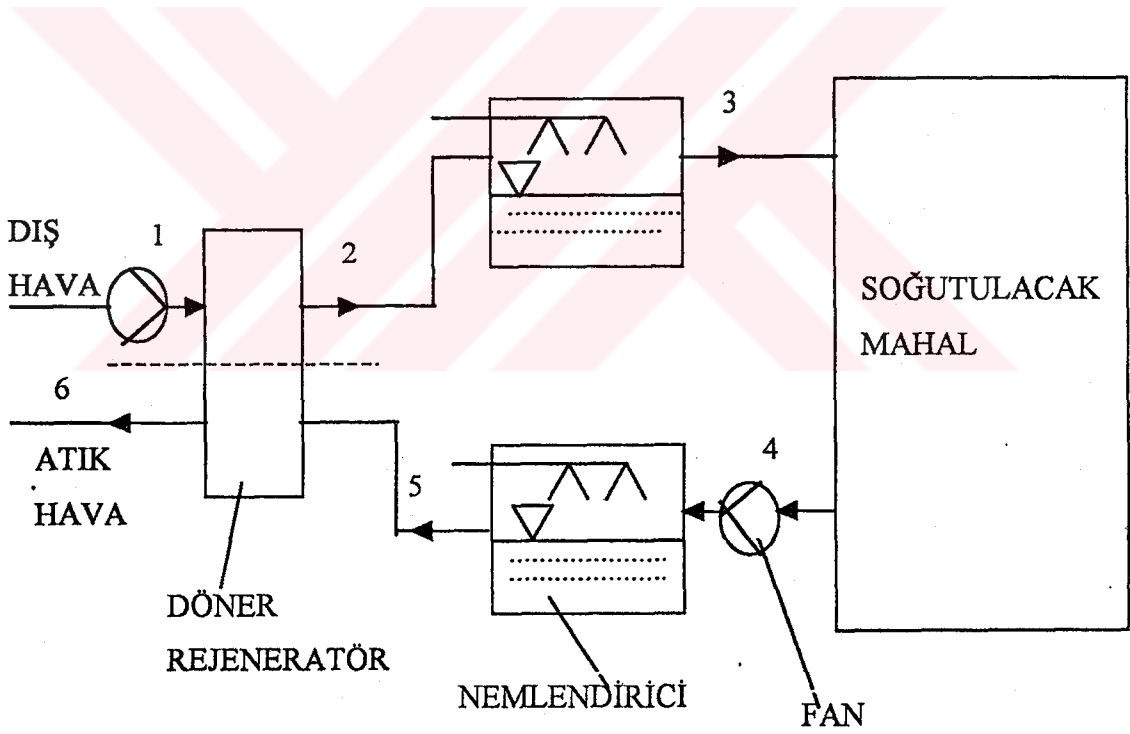 3
DIŞ
HAVA
1
2
SOĞUTULACAK
MAHAL
6
ATIK
HAVA
5
4
DÖNER
REJENERATÖR
NEMLENDİRİCİ
FAN